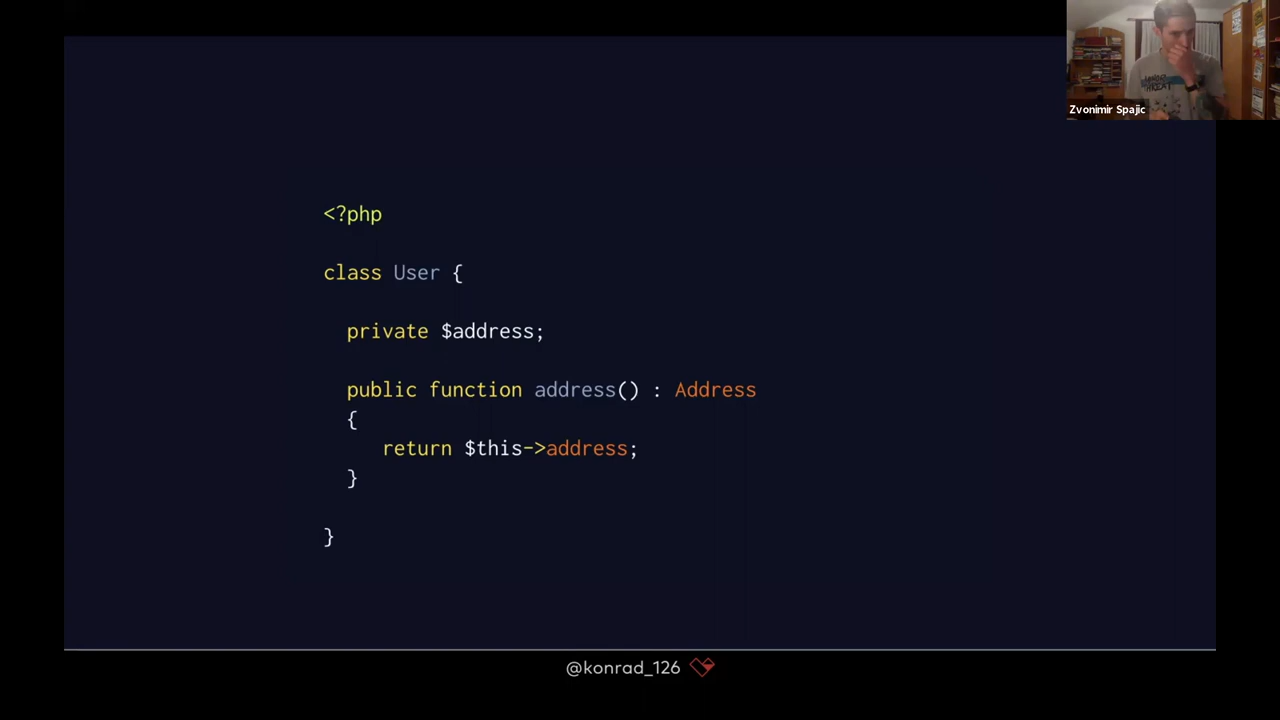 Zvonimir Spajic
<?php
class User {
private $address;
public function address() : Address
{
return $this->address;
}
}
@konrad_126